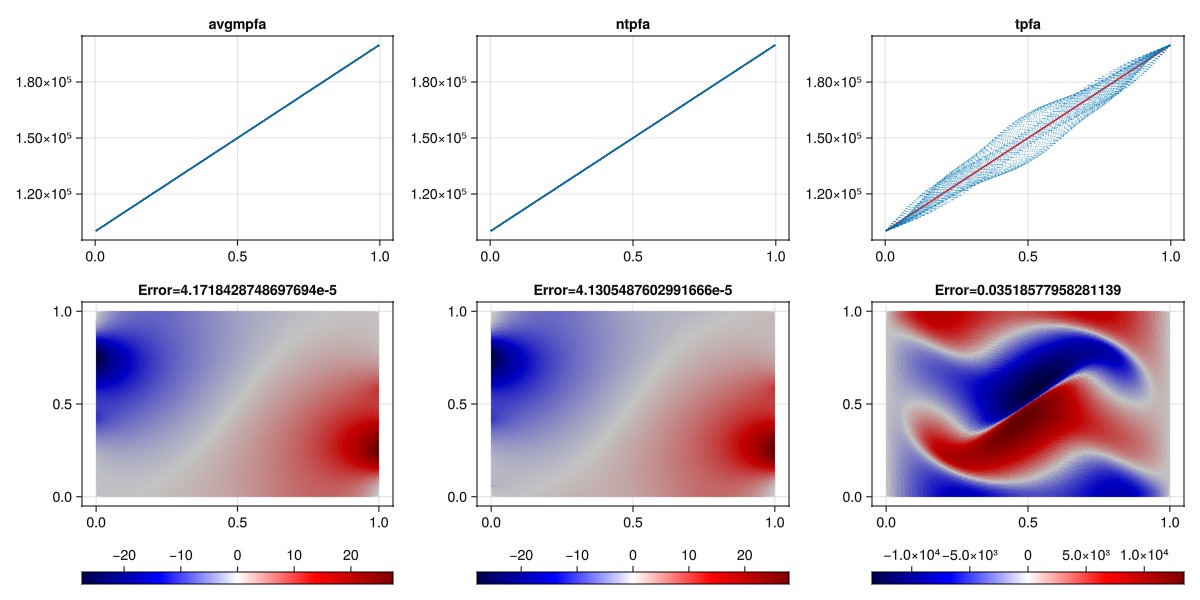 avgmpfa ntpfa tpfa
1.80×10⁵ 1.80×10⁵ 1.80×10⁵
1.50×10⁵ 1.50×10⁵ 1.50×10⁵
1.20×10⁵ 1.20×10⁵ 1.20×10⁵
0.0 0.5 1.0 0.0 0.5 1.0 0.0 0.5 1.0
Error=4.1718428748697694e-5 Error=4.1305487602991666e-5 Error=0.03518577958281139
1.0 1.0 1.0
0.5 0.5 0.5
0.0 0.0 0.0
0.0 0.5 1.0 0.0 0.5 1.0 0.0 0.5 1.0
−20 −10 0 10 20 −20 −10 0 10 20 −1.0×10⁴ −5.0×10³ 0 5.0×10³ 1.0×10⁴